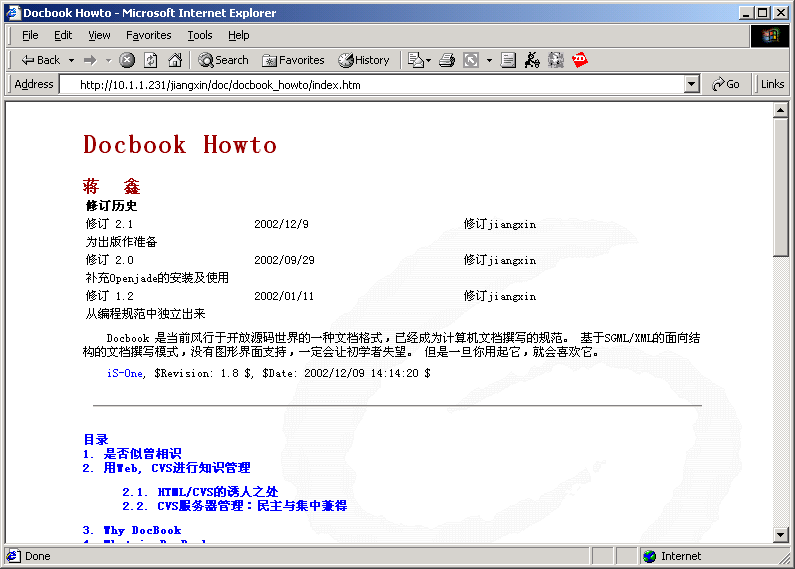 Docbook Howto - Microsoft Internet Explorer
File Edit View Favorites Tools Help
Back Search Favorites History
Address http://10.1.1.231/jiangxin/doc/docbook_howto/index.htm Go Links
Docbook Howto
蒋 鑫
修订历史
修订 2.1 2002/12/9 修订jiangxin
为出版作准备
修订 2.0 2002/09/29 修订jiangxin
补充Openjade的安装及使用
修订 1.2 2002/01/11 修订jiangxin
从编程规范中独立出来
Docbook 是当前风行于开放源码世界的一种文档格式，已经成为计算机文档撰写的规范。 基于SGML/XML的面向结
构的文档撰写模式，没有图形界面支持，一定会让初学者失望。 但是一旦你用起它，就会喜欢它。
iS-One, $Revision: 1.8 $, $Date: 2002/12/09 14:14:20 $
目录
1. 是否似曾相识
2. 用Web, CVS进行知识管理
2.1. HTML/CVS的诱人之处
2.2. CVS服务器管理：民主与集中兼得
3. Why DocBook
Done Internet